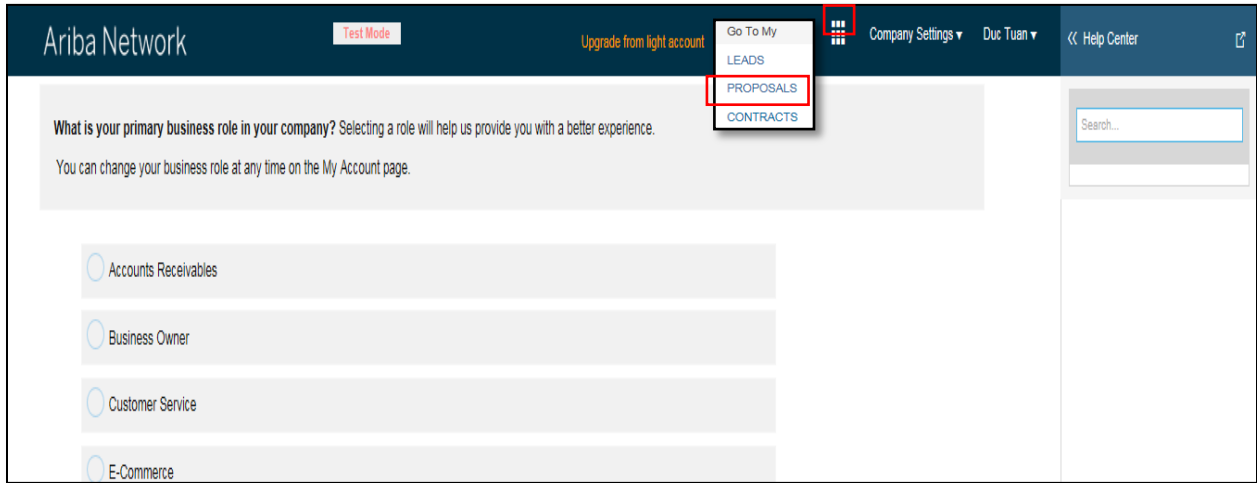 Ariba Network
Test Mode
Upgrade from light account
Go To My
LEADS
PROPOSALS
CONTRACTS
Company Settings ▾
Duc Tuan ▾
« Help Center
Search...
What is your primary business role in your company? Selecting a role will help us provide you with a better experience.
You can change your business role at any time on the My Account page.
Accounts Receivables
Business Owner
Customer Service
E-Commerce